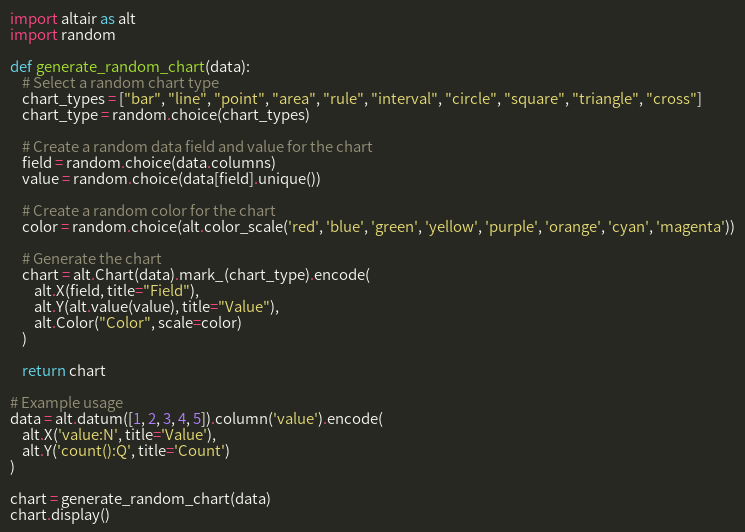 import altair as alt
import random

def generate_random_chart(data):
    # Select a random chart type
    chart_types = ["bar", "line", "point", "area", "rule", "interval", "circle", "square", "triangle", "cross"]
    chart_type = random.choice(chart_types)

    # Create a random data field and value for the chart
    field = random.choice(data.columns)
    value = random.choice(data[field].unique())

    # Create a random color for the chart
    color = random.choice(alt.color_scale('red', 'blue', 'green', 'yellow', 'purple', 'orange', 'cyan', 'magenta'))

    # Generate the chart
    chart = alt.Chart(data).mark_(chart_type).encode(
        alt.X(field, title="Field"),
        alt.Y(alt.value(value), title="Value"),
        alt.Color("Color", scale=color)
    )

    return chart

# Example usage
data = alt.datum([1, 2, 3, 4, 5]).column('value').encode(
    alt.X('value:N', title='Value'),
    alt.Y('count():Q', title='Count')
)

chart = generate_random_chart(data)
chart.display()